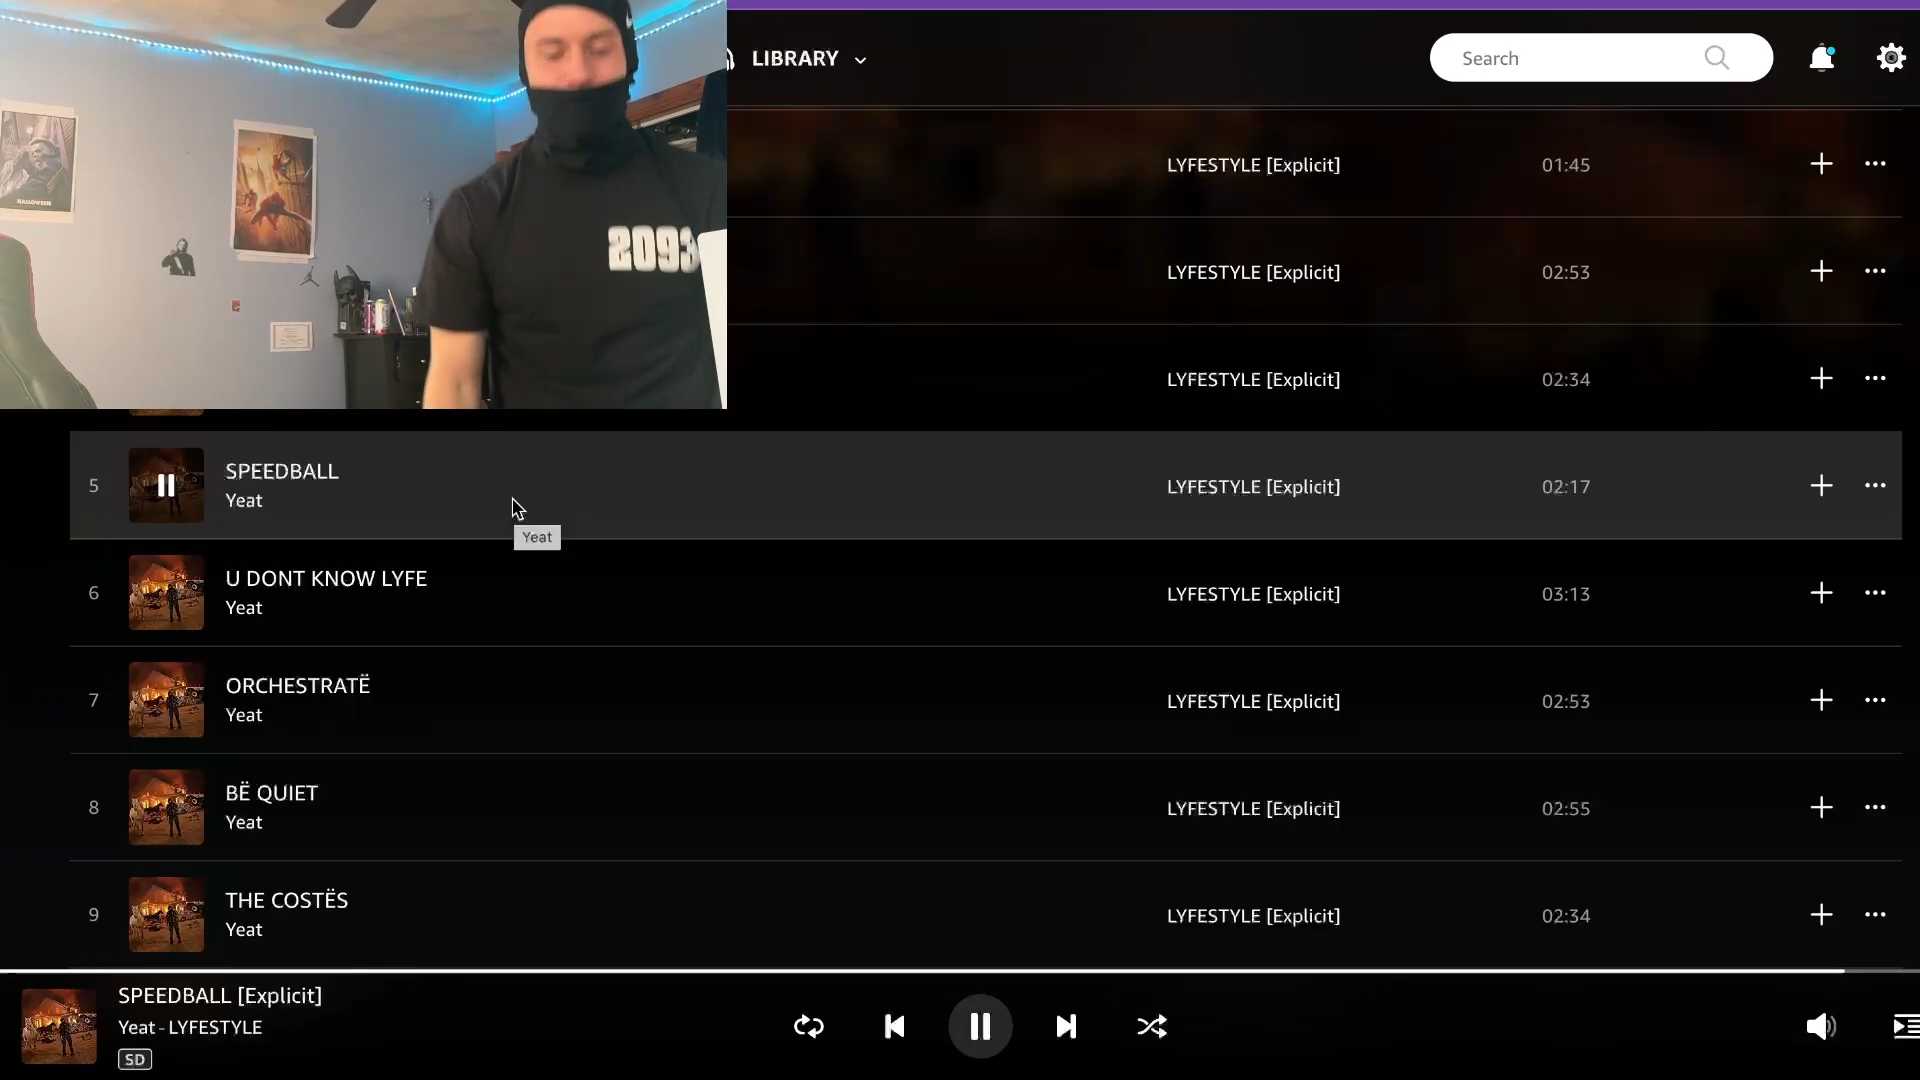 HALLOWEEN
2093
LIBRARY
Search
LYFESTYLE [Explicit] 01:45
LYFESTYLE [Explicit] 02:53
LYFESTYLE [Explicit] 02:34
5 SPEEDBALL LYFESTYLE [Explicit] 02:17
Yeat
Yeat
6 U DONT KNOW LYFE LYFESTYLE [Explicit] 03:13
Yeat
7 ORCHESTRATË LYFESTYLE [Explicit] 02:53
Yeat
8 BË QUIET LYFESTYLE [Explicit] 02:55
Yeat
9 THE COSTËS LYFESTYLE [Explicit] 02:34
Yeat
SPEEDBALL [Explicit]
Yeat - LYFESTYLE
SD